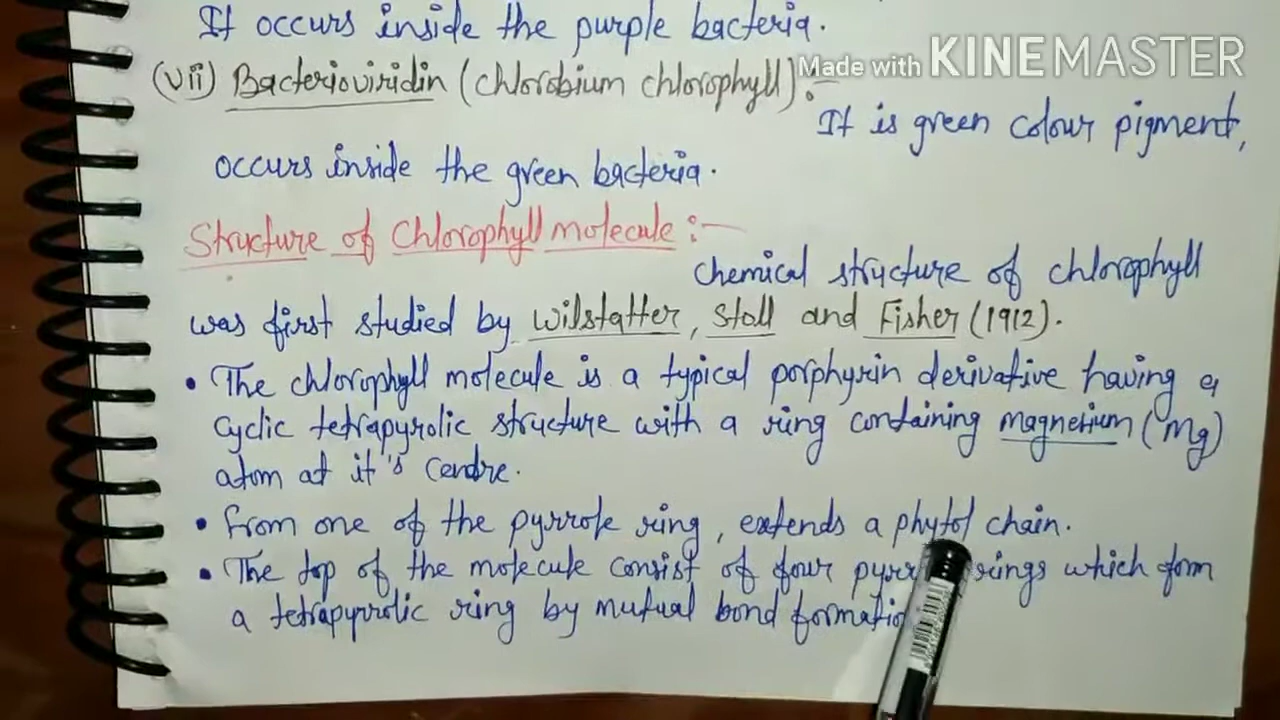 It occurs inside the purple bacteria.
Made with KINEMASTER
(vii) Bacterioviridin (chlorobium chlorophyll) :-
It is green colour pigment,
occurs inside the green bacteria.
Structure of Chlorophyll molecule :-
Chemical structure of chlorophyll
was first studied by Wilstatter, Stoll and Fisher (1912).
• The chlorophyll molecule is a typical porphyrin derivative having a
cyclic tetrapyrolic structure with a ring containing magnesium (Mg)
atom at it's centre.
• from one of the pyrrole ring, extends a phytol chain.
• The top of the molecule consist of four rings which form
a tetrapyrrolic ring by mutual bond